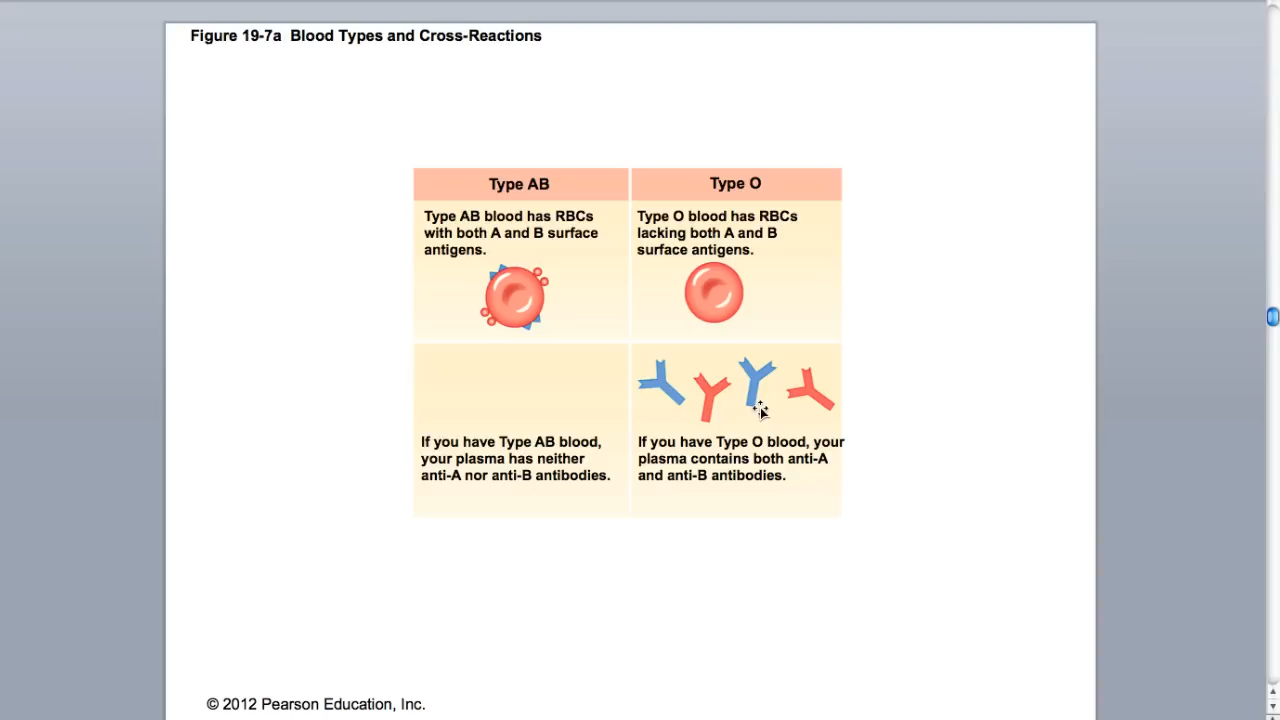 Figure 19-7a  Blood Types and Cross-Reactions
Type AB
Type AB blood has RBCs
with both A and B surface
antigens.
If you have Type AB blood,
your plasma has neither
anti-A nor anti-B antibodies.
Type O
Type O blood has RBCs
lacking both A and B
surface antigens.
If you have Type O blood, your
plasma contains both anti-A
and anti-B antibodies.
© 2012 Pearson Education, Inc.